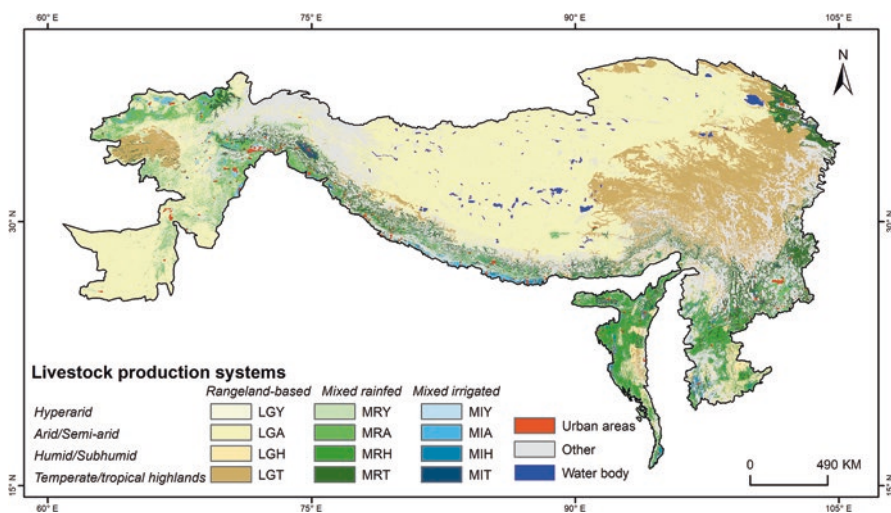 60° E 75° E 90° E 105° E
N
30° N 30° N
Livestock production systems
Rangeland-based Mixed rainfed Mixed irrigated
Hyperarid LGY MRY MIY
Arid/Semi-arid LGA MRA MIA Urban areas
Humid/Subhumid LGH MRH MIH Other
Temperate/tropical highlands LGT MRT MIT Water body
0 490 KM
15° N 15° N
60° E 75° E 90° E 105° E